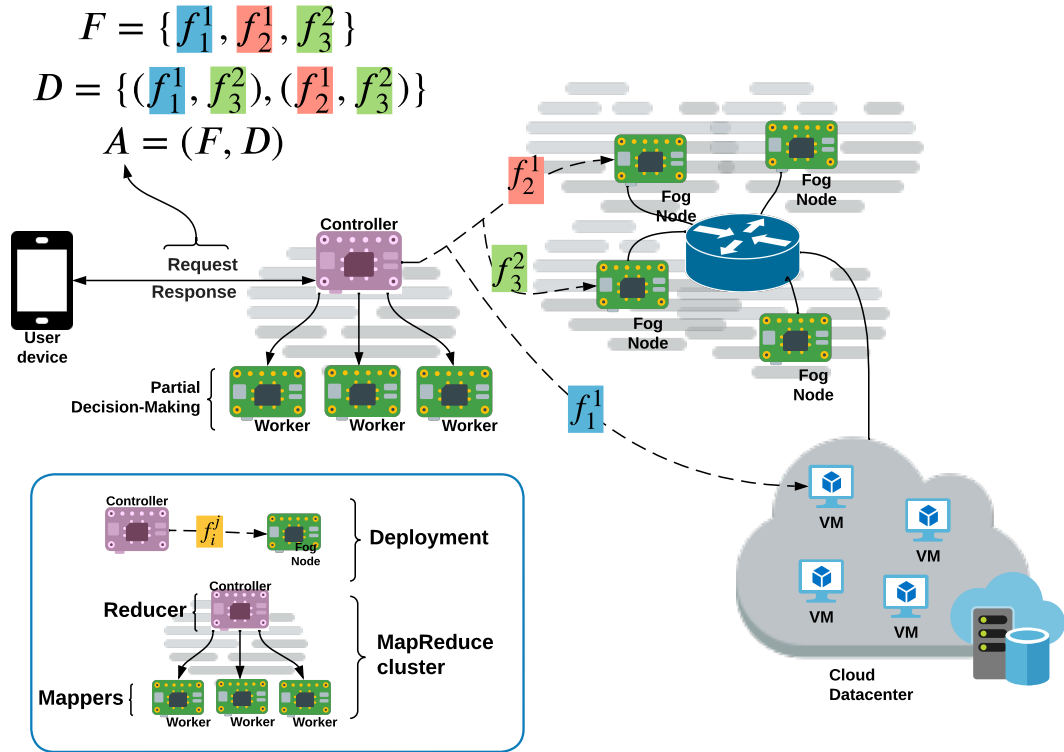 F = {f_1^1, f_2^1, f_3^2}
D = {(f_1^1, f_3^2), (f_2^1, f_3^2)}
A = (F, D)
Controller
Request
Response
User
device
Partial
Decision-Making
Worker
Worker
Worker
f_2^1
f_3^2
f_1^1
Fog
Node
Fog
Node
Fog
Node
Fog
Node
VM
VM
VM
VM
Cloud
Datacenter
Controller
f_i^j
Fog
Node
Deployment
Controller
Reducer
MapReduce
cluster
Mappers
Worker
Worker
Worker